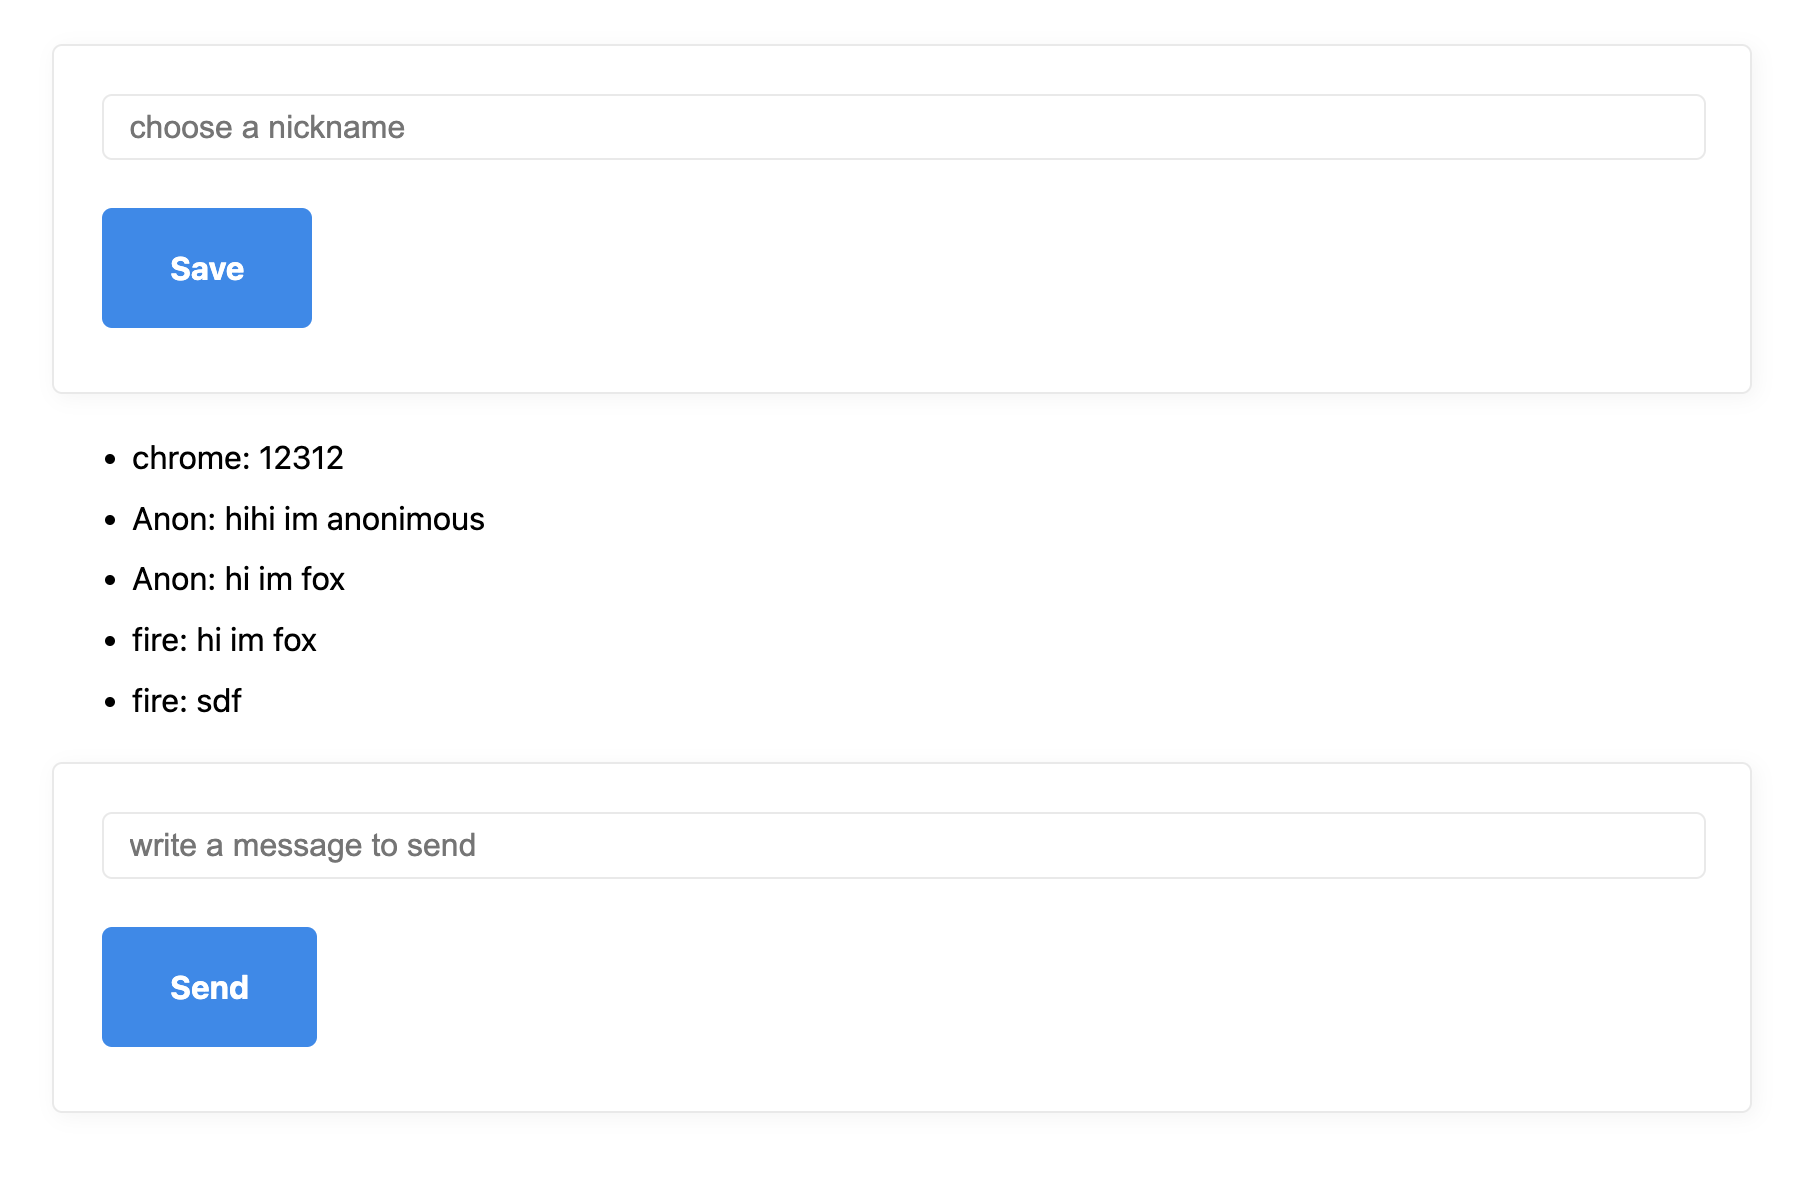 choose a nickname
Save
• chrome: 12312
• Anon: hihi im anonimous
• Anon: hi im fox
• fire: hi im fox
• fire: sdf
write a message to send
Send